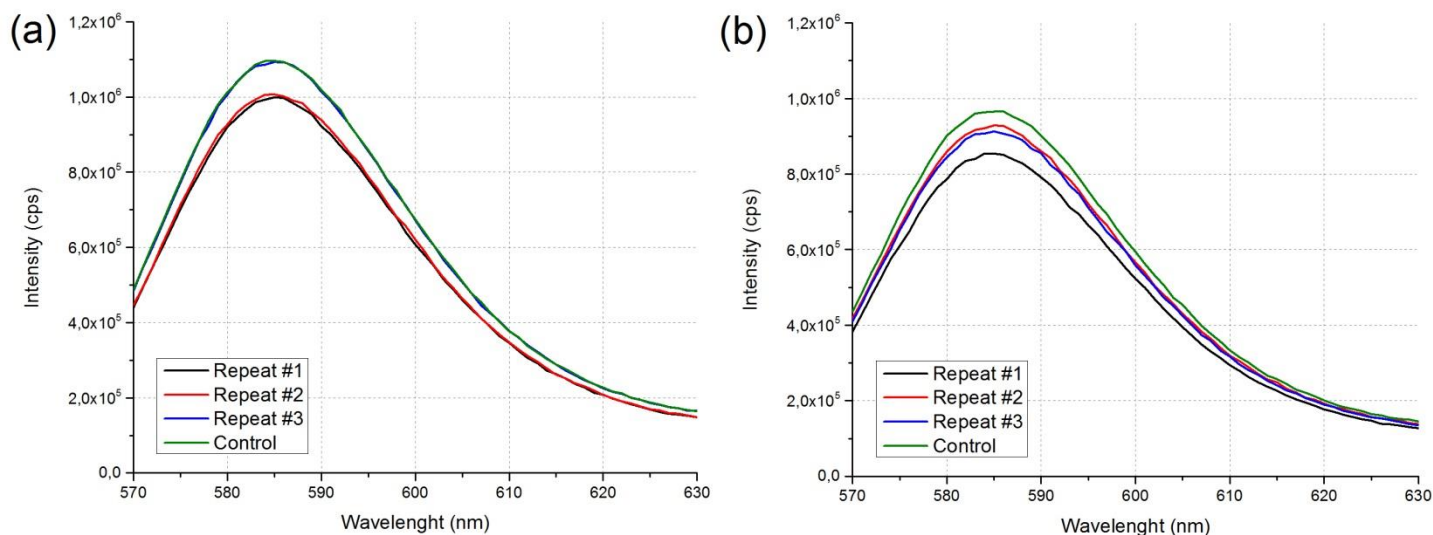 (a)
1,2x10⁶
1,0x10⁶
8,0x10⁵
6,0x10⁵
4,0x10⁵
2,0x10⁵
0,0
Intensity (cps)
Repeat #1
Repeat #2
Repeat #3
Control
570 580 590 600 610 620 630
Wavelenght (nm)
(b)
1,2x10⁶
1,0x10⁶
8,0x10⁵
6,0x10⁵
4,0x10⁵
2,0x10⁵
0,0
Intensity (cps)
Repeat #1
Repeat #2
Repeat #3
Control
570 580 590 600 610 620 630
Wavelenght (nm)